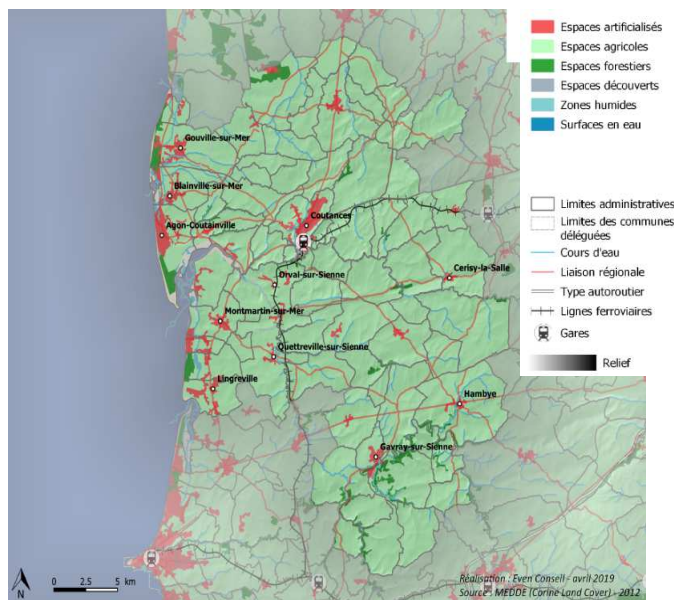 Espaces artificialisés
Espaces agricoles
Espaces forestiers
Espaces découverts
Zones humides
Surfaces en eau
Limites administratives
Limites des communes
déléguées
Cours d'eau
Liaison régionale
Type autoroutier
Lignes ferroviaires
Gares
Relief
Gouville-sur-Mer
Blainville-sur-Mer
Agon-Coutainville
Coutances
Orval-sur-Sienne
Cerisy-la-Salle
Montmartin-sur-Mer
Quettreville-sur-Sienne
Lingreville
Hambye
Gavray-sur-Sienne
N
0 2.5 5 km
Réalisation : Even Conseil - avril 2019
Source : MEDDE (Corine Land Cover) - 2012